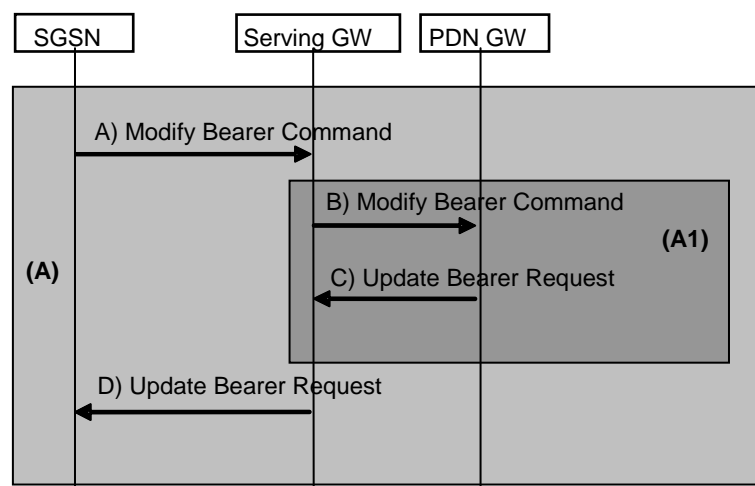 SGSN
Serving GW
PDN GW
A) Modify Bearer Command
B) Modify Bearer Command
(A1)
(A)
C) Update Bearer Request
D) Update Bearer Request